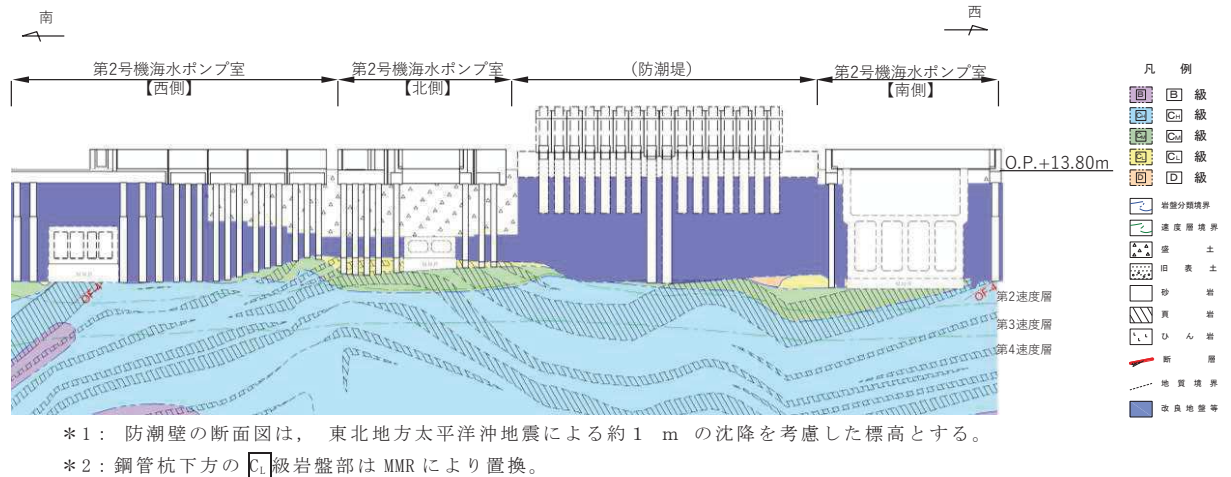 南
西
第2号機海水ポンプ室
【西側】
第2号機海水ポンプ室
【北側】
(防潮堤)
第2号機海水ポンプ室
【南側】
O.P.+13.80m
OF-4
OF-4
第2速度層
第3速度層
第4速度層
凡 例
B B 級
CH CH 級
CM CM 級
CL CL 級
D D 級
岩盤分類境界
速度層境界
盛 土
旧表土
砂 岩
頁 岩
ひん岩
断 層
地質境界
改良地盤等
*1: 防潮壁の断面図は, 東北地方太平洋沖地震による約1 m の沈降を考慮した標高とする。
*2:鋼管杭下方の CL級岩盤部は MMR により置換。